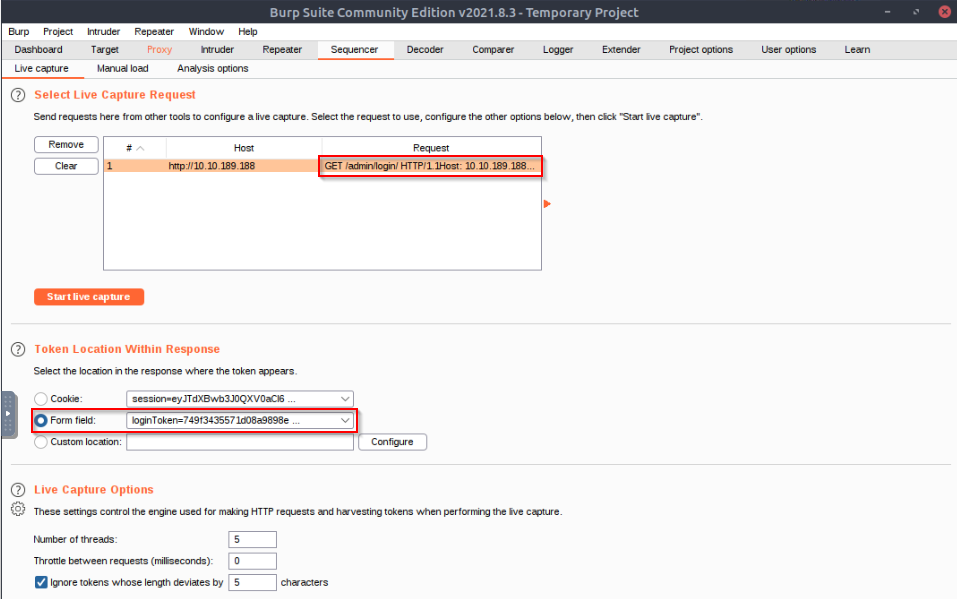 Burp Suite Community Edition v2021.8.3 - Temporary Project
Burp Project Intruder Repeater Window Help
Dashboard Target Proxy Intruder Repeater Sequencer Decoder Comparer Logger Extender Project options User options Learn
Live capture Manual load Analysis options
? Select Live Capture Request
Send requests here from other tools to configure a live capture. Select the request to use, configure the other options below, then click "Start live capture".
Remove # Host Request
Clear 1 http://10.10.189.188 GET /admin/login/ HTTP/1.1Host: 10.10.189.188...
Start live capture
? Token Location Within Response
Select the location in the response where the token appears.
Cookie: session=eyJTdXBwb3J0QXV0aCI6 ...
Form field: loginToken=749f3435571d08a9898e ...
Custom location: Configure
? Live Capture Options
These settings control the engine used for making HTTP requests and harvesting tokens when performing the live capture.
Number of threads: 5
Throttle between requests (milliseconds): 0
Ignore tokens whose length deviates by 5 characters